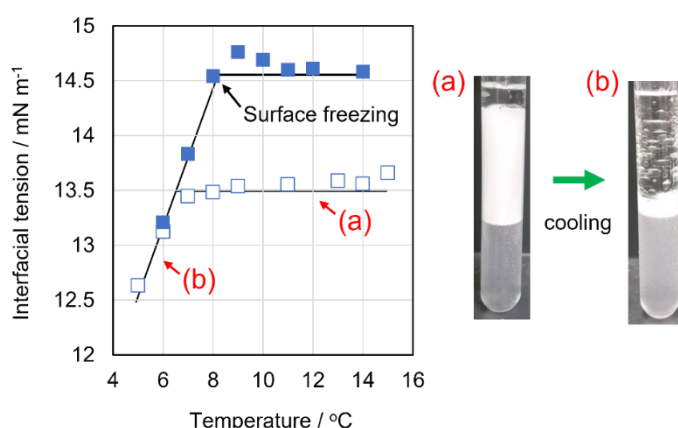 15
14.5
14
13.5
13
12.5
12
4
6
8
10
12
14
16
Interfacial tension / mN m⁻¹
Temperature / °C
Surface freezing
(a)
(b)
(a)
(b)
cooling